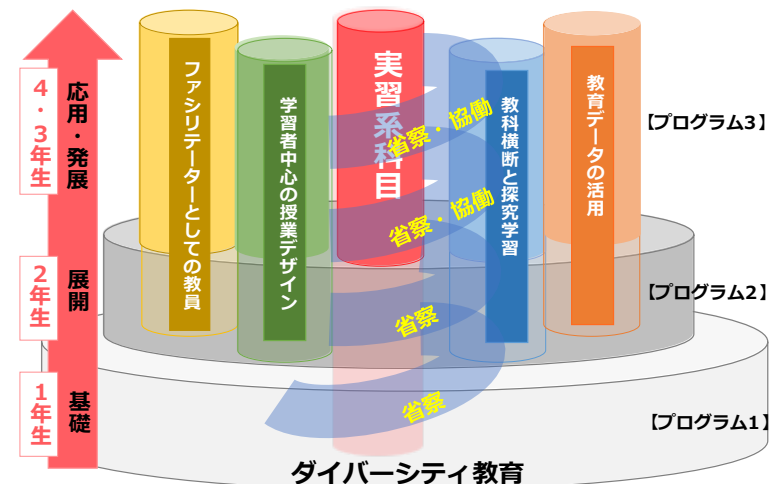 4・3年生
応用・発展
2年生
展開
1年生
基礎
ファシリテーターとしての教員
学習者中心の授業デザイン
実習系科目
教科横断と探究学習
教育データの活用
省察・協働
省察・協働
省察
省察
【プログラム3】
【プログラム2】
【プログラム1】
ダイバーシティ教育